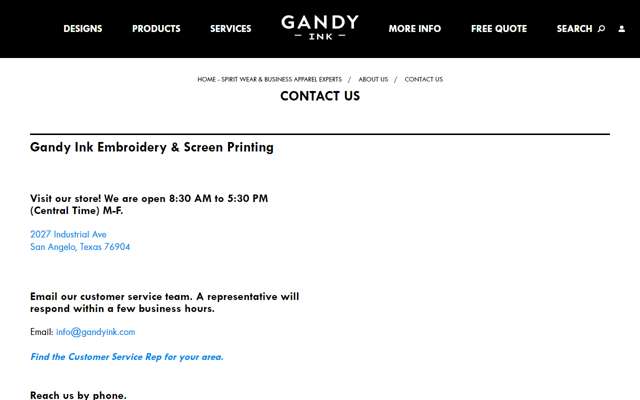 DESIGNS PRODUCTS SERVICES GANDY INK MORE INFO FREE QUOTE SEARCH
HOME - SPIRIT WEAR & BUSINESS APPAREL EXPERTS / ABOUT US / CONTACT US
CONTACT US
Gandy Ink Embroidery & Screen Printing
Visit our store! We are open 8:30 AM to 5:30 PM
(Central Time) M-F.
2027 Industrial Ave
San Angelo, Texas 76904
Email our customer service team. A representative will
respond within a few business hours.
Email: info@gandyink.com
Find the Customer Service Rep for your area.
Reach us by phone.